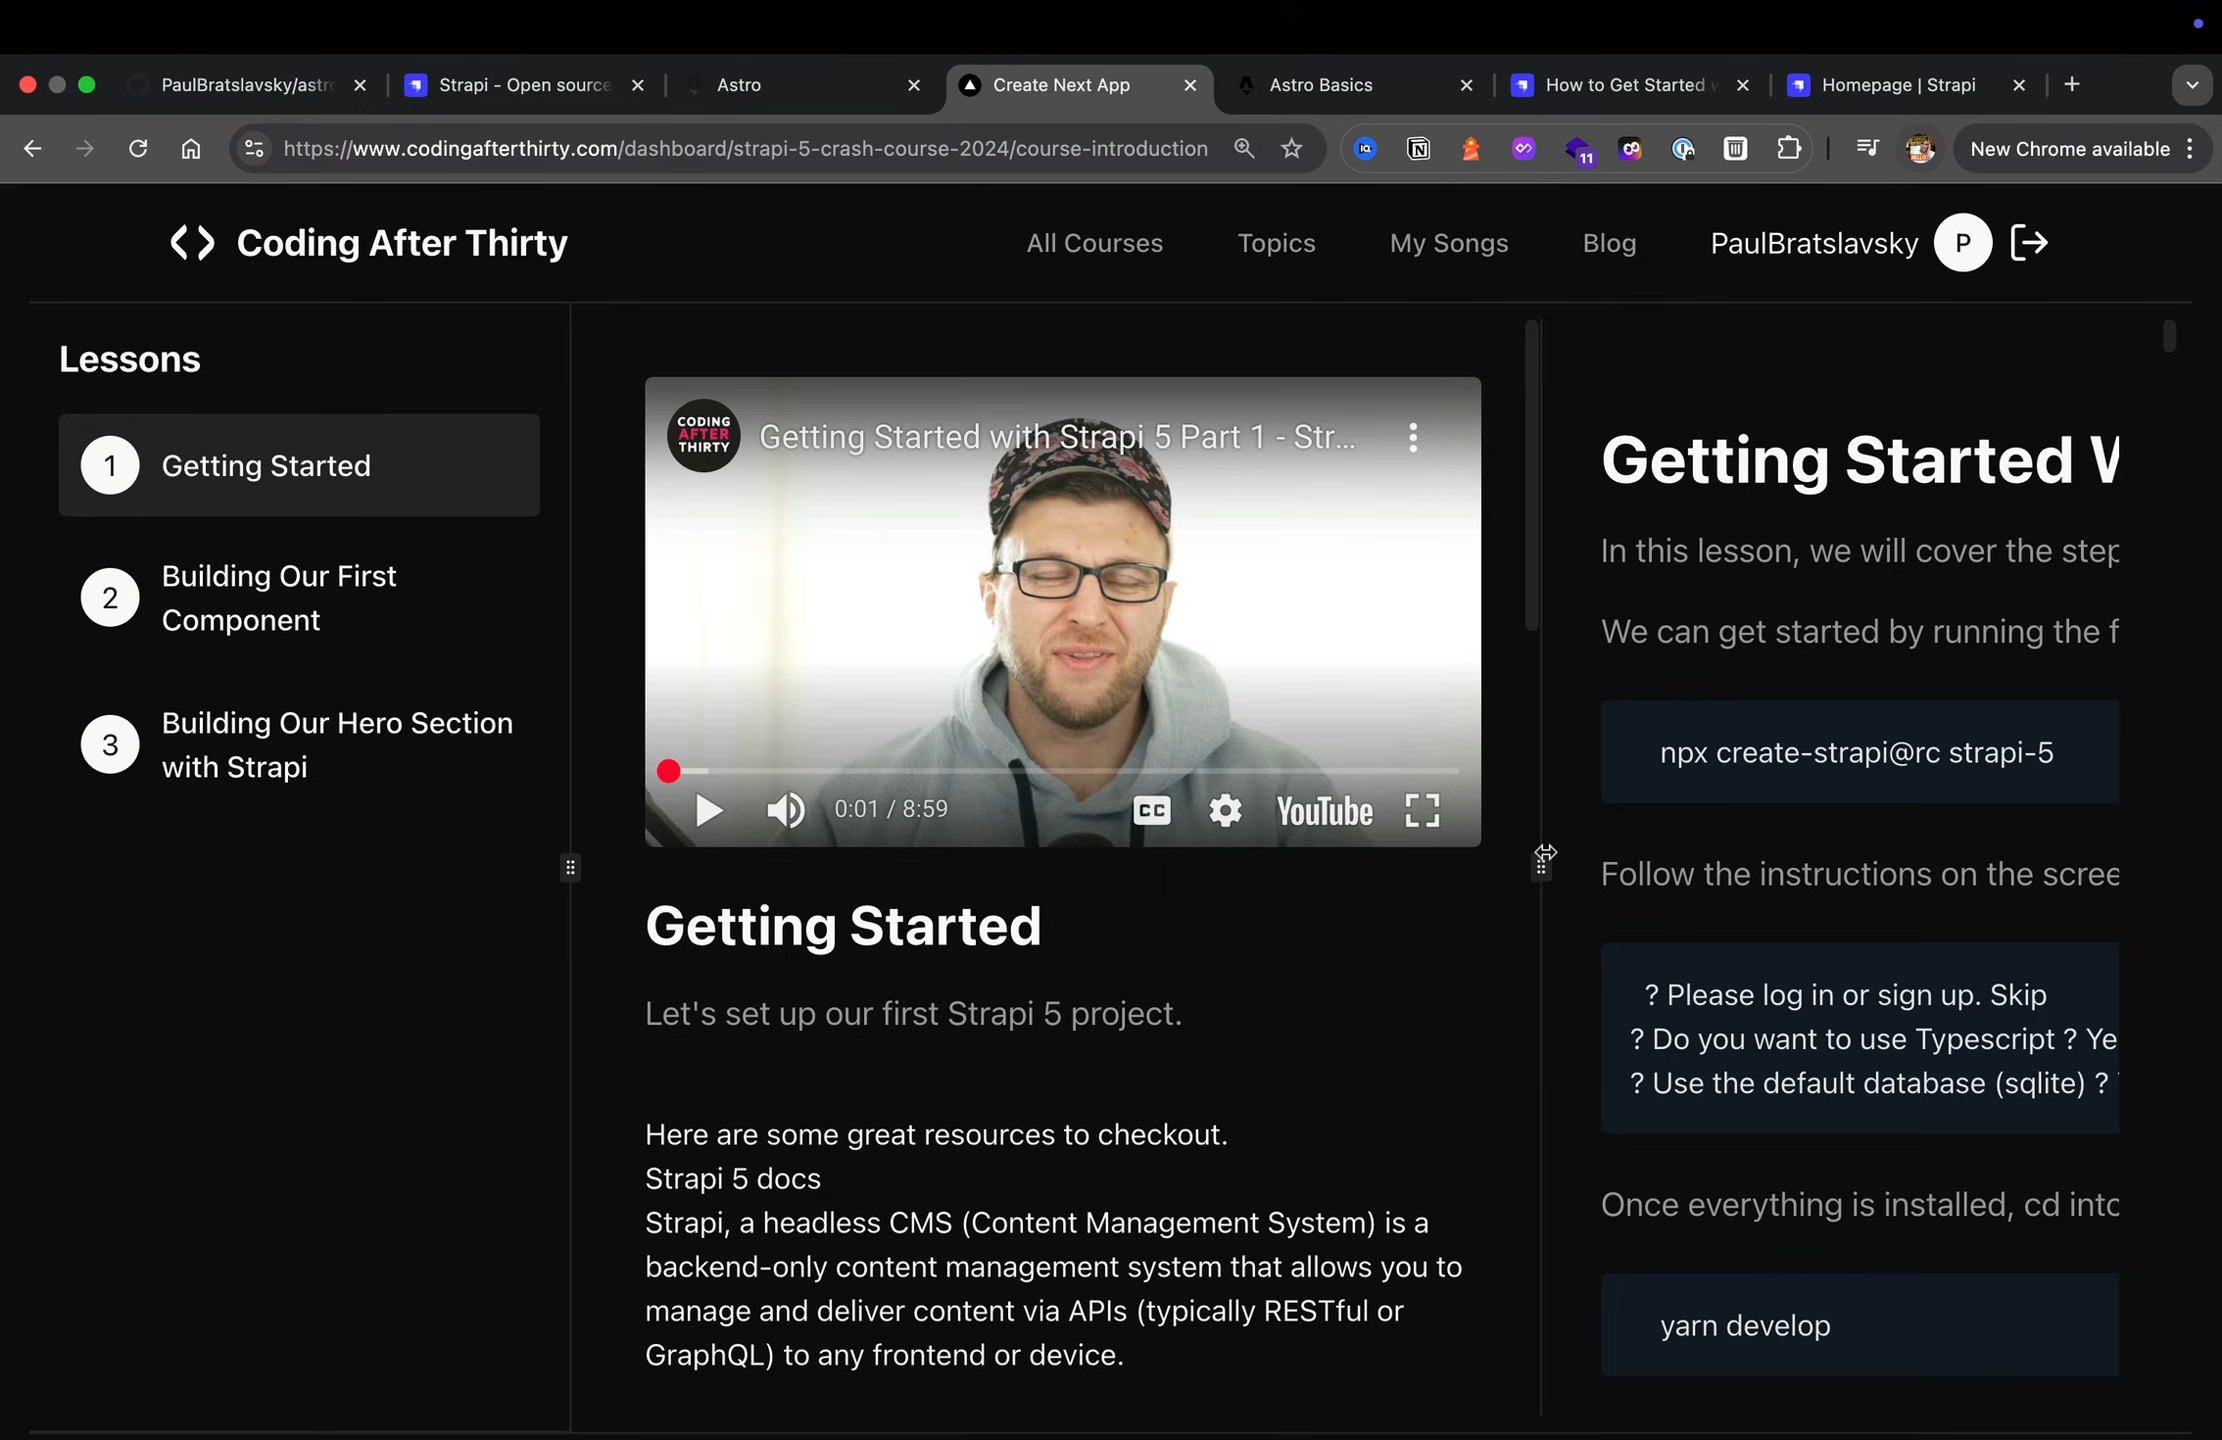 PaulBratslavsky/astro
Strapi - Open source
Astro
Create Next App
Astro Basics
How to Get Started
Homepage | Strapi
https://www.codingafterthirty.com/dashboard/strapi-5-crash-course-2024/course-introduction
11
New Chrome available
Coding After Thirty
All Courses
Topics
My Songs
Blog
PaulBratslavsky
P
Lessons
1
Getting Started
2
Building Our First
Component
3
Building Our Hero Section
with Strapi
CODING
AFTER
THIRTY
Getting Started with Strapi 5 Part 1 - Str...
0:01 / 8:59
CC
YouTube
Getting Started
Let's set up our first Strapi 5 project.
Here are some great resources to checkout.
Strapi 5 docs
Strapi, a headless CMS (Content Management System) is a
backend-only content management system that allows you to
manage and deliver content via APIs (typically RESTful or
GraphQL) to any frontend or device.
Getting Started W
In this lesson, we will cover the step
We can get started by running the f
npx create-strapi@rc strapi-5
Follow the instructions on the scree
? Please log in or sign up. Skip
? Do you want to use Typescript ? Ye
? Use the default database (sqlite) ?
Once everything is installed, cd into
yarn develop